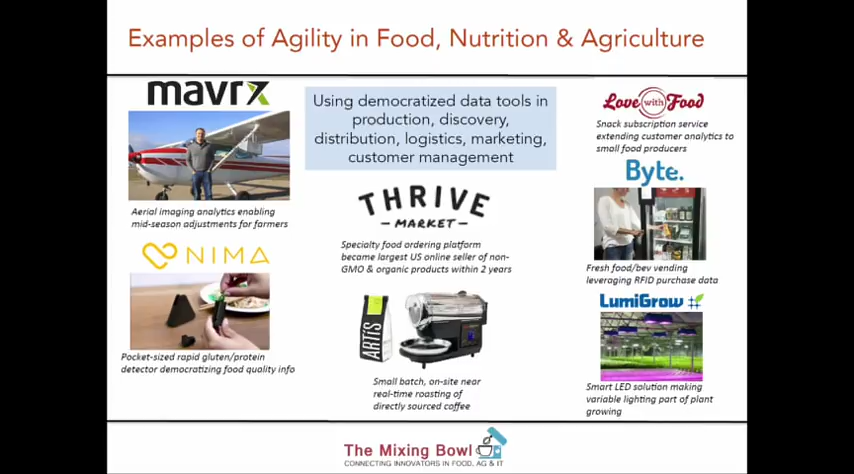 Examples of Agility in Food, Nutrition & Agriculture
mavrx
Aerial imaging analytics enabling
mid-season adjustments for farmers
NIMA
Pocket-sized rapid gluten/protein
detector democratizing food quality info
Using democratized data tools in
production, discovery,
distribution, logistics, marketing,
customer management
THRIVE
MARKET
Specialty food ordering platform
became largest US online seller of non-
GMO & organic products within 2 years
ARTiS
Small batch, on-site near
real-time roasting of
directly sourced coffee
Love with Food
Snack subscription service
extending customer analytics to
small food producers
Byte.
Fresh food/bev vending
leveraging RFID purchase data
LumiGrow
Smart LED solution making
variable lighting part of plant
growing
The Mixing Bowl
CONNECTING INNOVATORS IN FOOD, AG & IT